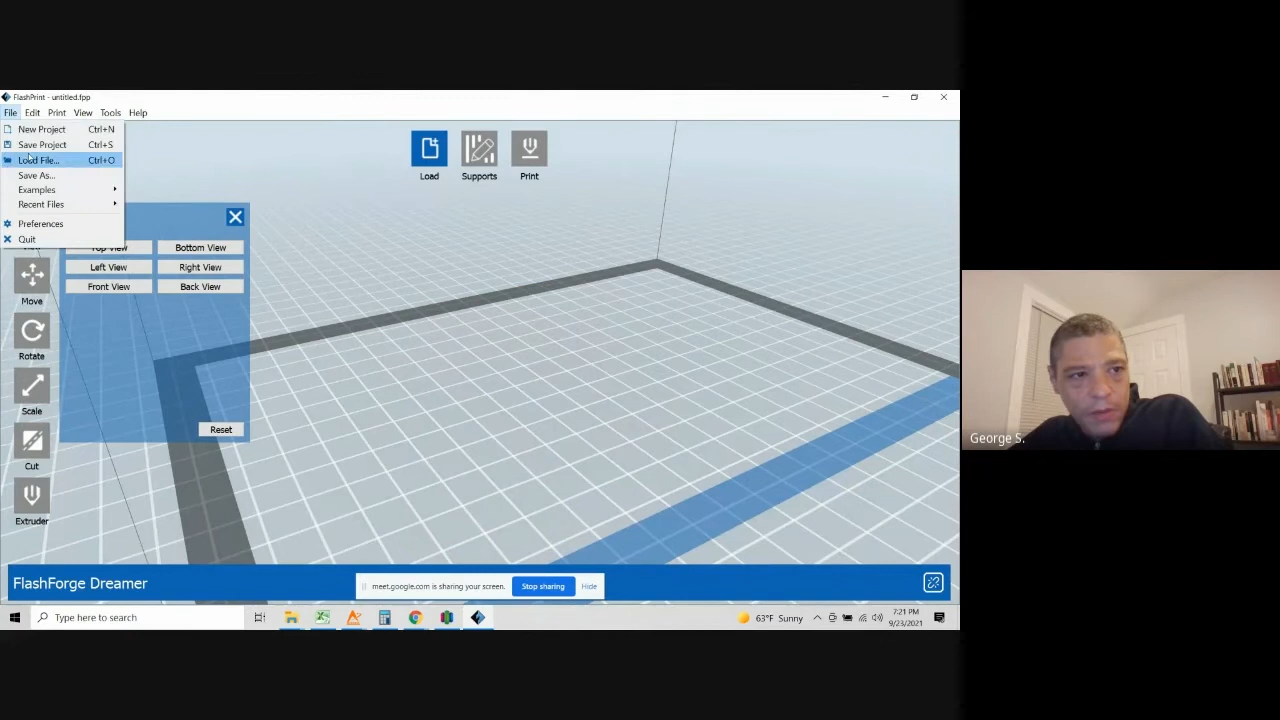 FlashPrint - untitled.fpp
File Edit Print View Tools Help
New Project Ctrl+N
Save Project Ctrl+S
Load File... Ctrl+O
Save As...
Examples
Recent Files
Preferences
Quit
Load Supports Print
Top View Bottom View
Left View Right View
Front View Back View
Reset
Move
Rotate
Scale
Cut
Extruder
George S.
FlashForge Dreamer
meet.google.com is sharing your screen. Stop sharing Hide
Type here to search
63°F Sunny
7:21 PM
9/23/2021